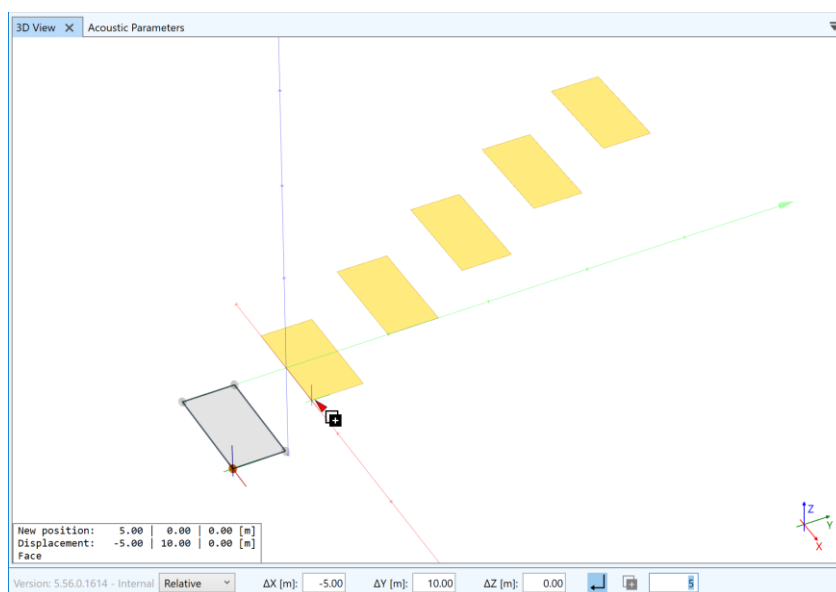 3D View
Acoustic Parameters
Z
Y
X
New position: 5.00 | 0.00 | 0.00 [m]
Displacement: -5.00 | 10.00 | 0.00 [m]
Face
Version: 5.56.0.1614 - Internal Relative ΔX [m]: -5.00 ΔY [m]: 10.00 ΔZ [m]: 0.00 5